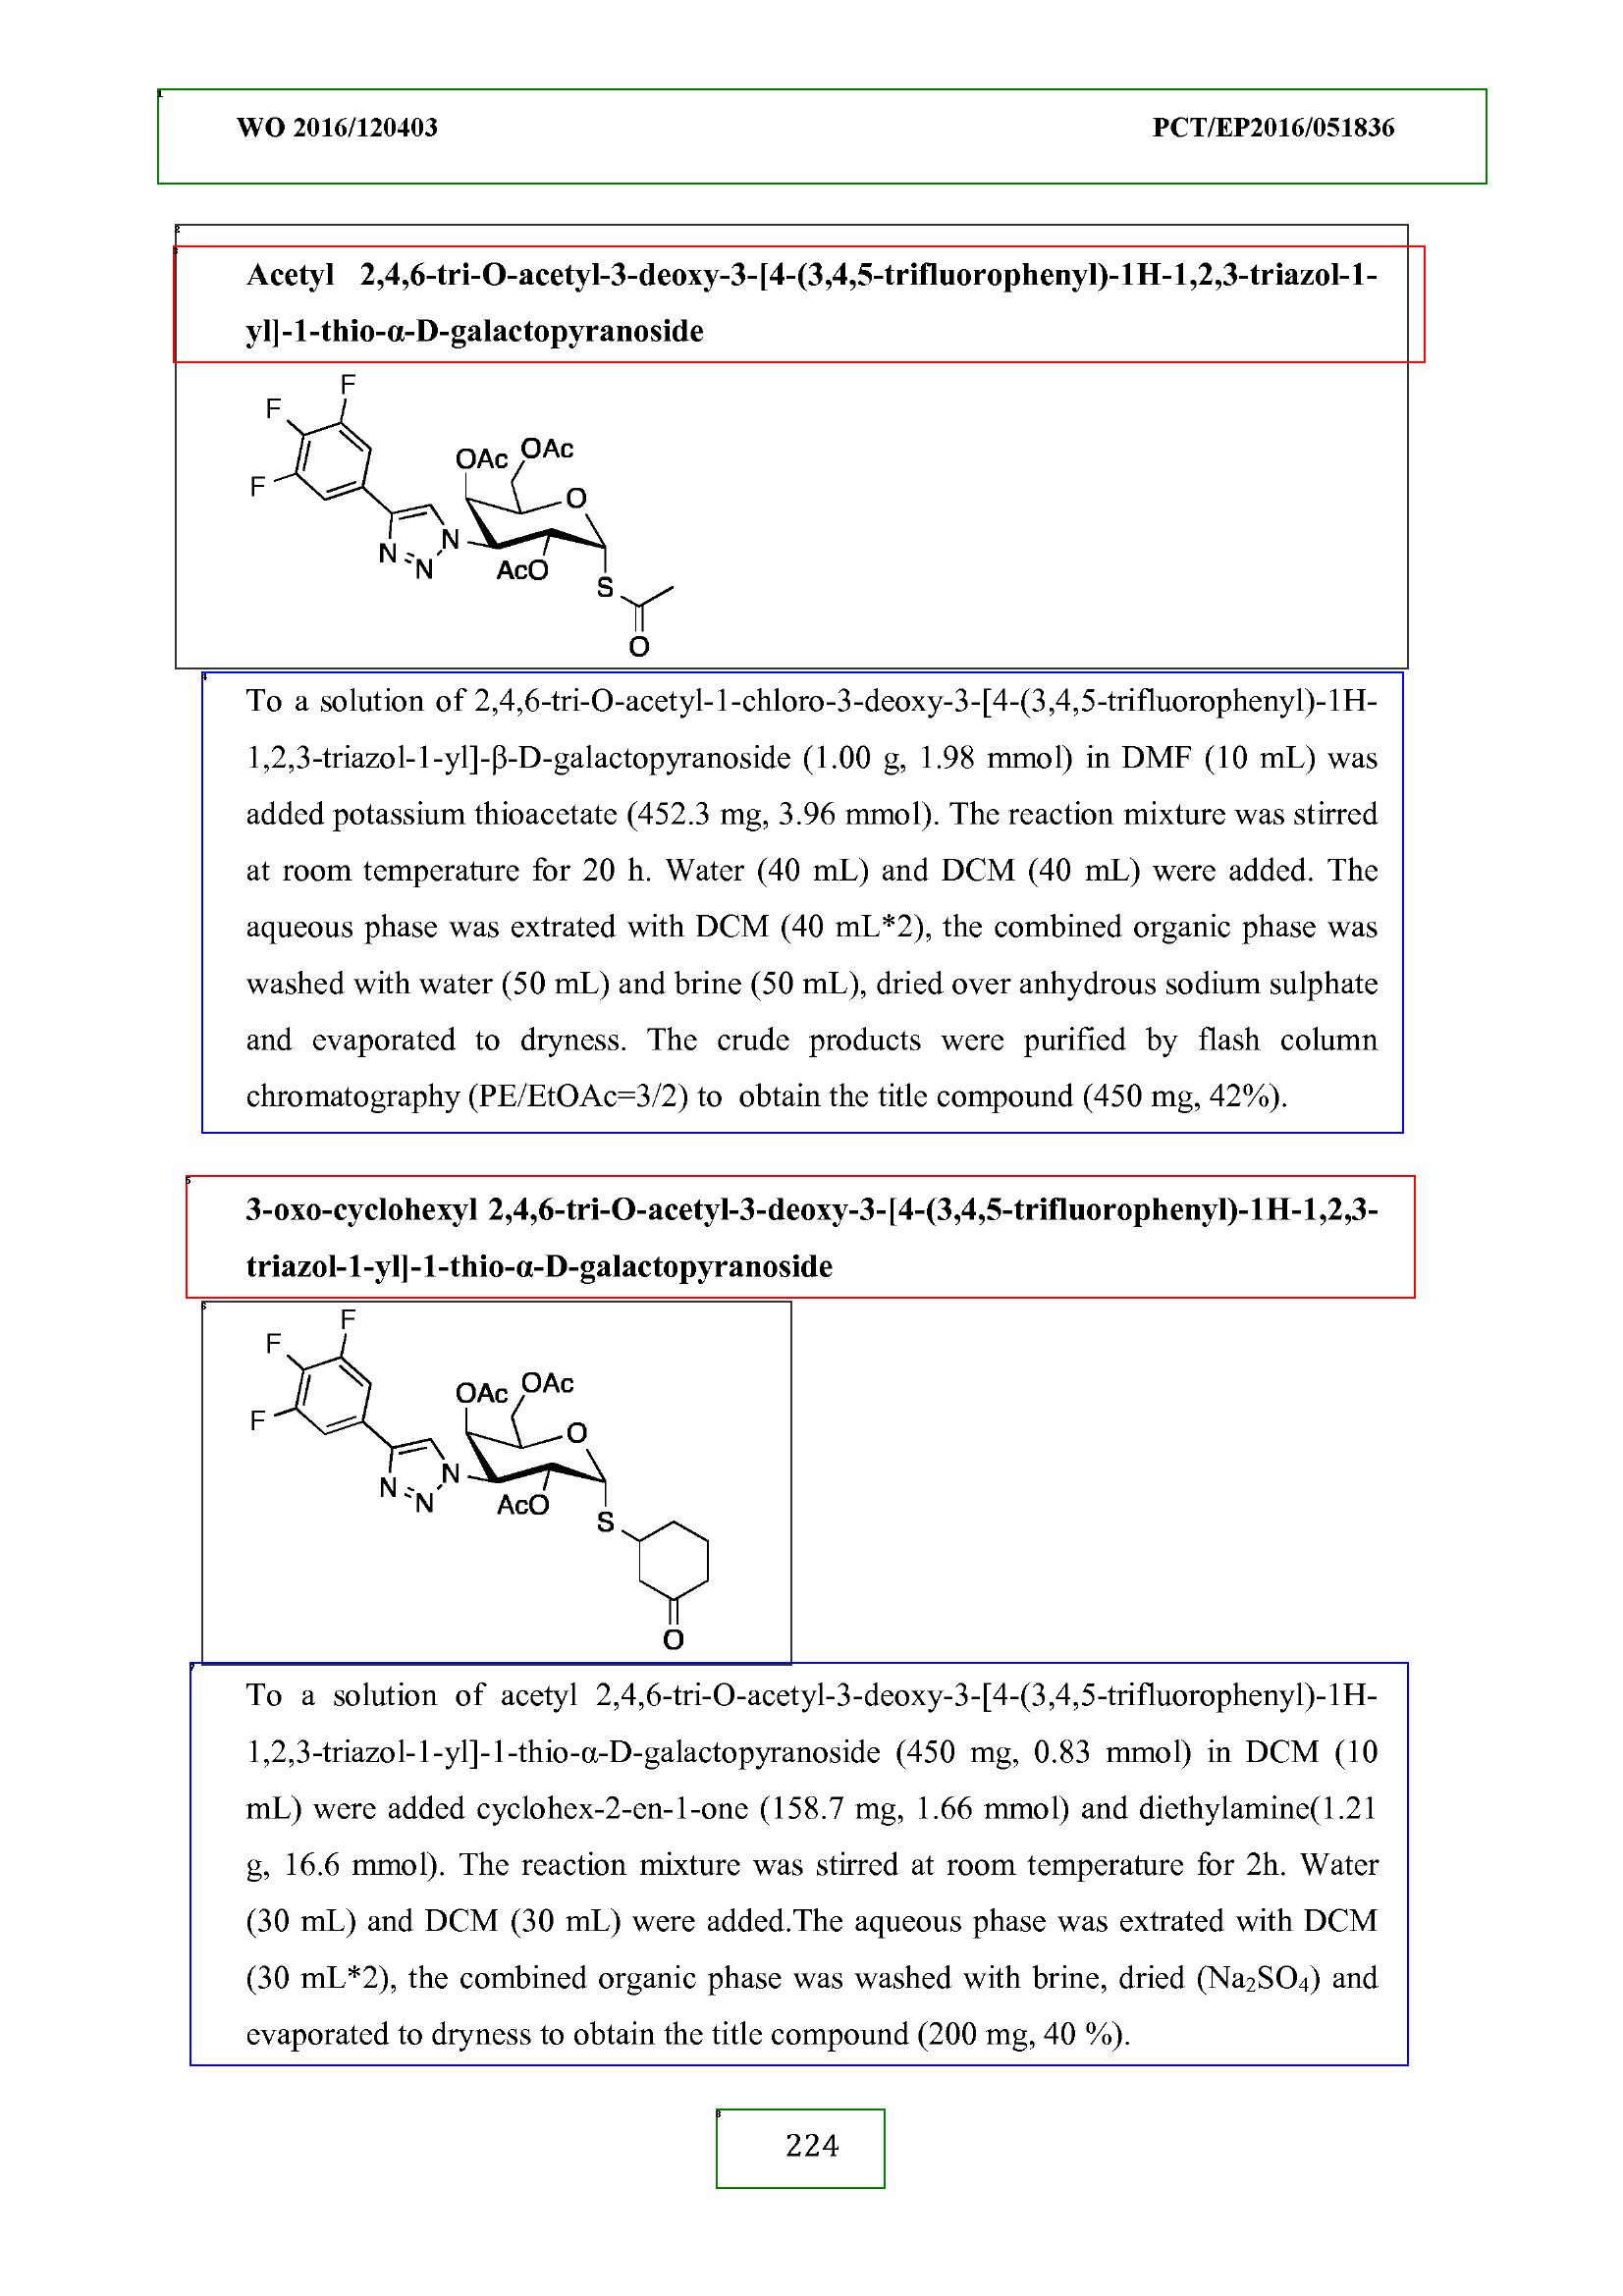 WO 2016/120403 PCT/EP2016/051836
Acetyl 2,4,6-tri-O-acetyl-3-deoxy-3-[4-(3,4,5-trifluorophenyl)-1H-1,2,3-triazol-1-
yl]-1-thio-α-D-galactopyranoside
F
F
F
OAc
OAc
O
N
N
N
AcO
S
O
To a solution of 2,4,6-tri-O-acetyl-1-chloro-3-deoxy-3-[4-(3,4,5-trifluorophenyl)-1H-
1,2,3-triazol-1-yl]-β-D-galactopyranoside (1.00 g, 1.98 mmol) in DMF (10 mL) was
added potassium thioacetate (452.3 mg, 3.96 mmol). The reaction mixture was stirred
at room temperature for 20 h. Water (40 mL) and DCM (40 mL) were added. The
aqueous phase was extrated with DCM (40 mL*2), the combined organic phase was
washed with water (50 mL) and brine (50 mL), dried over anhydrous sodium sulphate
and evaporated to dryness. The crude products were purified by flash column
chromatography (PE/EtOAc=3/2) to obtain the title compound (450 mg, 42%).
3-oxo-cyclohexyl 2,4,6-tri-O-acetyl-3-deoxy-3-[4-(3,4,5-trifluorophenyl)-1H-1,2,3-
triazol-1-yl]-1-thio-α-D-galactopyranoside
F
F
F
OAc
OAc
O
N
N
N
AcO
S
O
To a solution of acetyl 2,4,6-tri-O-acetyl-3-deoxy-3-[4-(3,4,5-trifluorophenyl)-1H-
1,2,3-triazol-1-yl]-1-thio-α-D-galactopyranoside (450 mg, 0.83 mmol) in DCM (10
mL) were added cyclohex-2-en-1-one (158.7 mg, 1.66 mmol) and diethylamine(1.21
g, 16.6 mmol). The reaction mixture was stirred at room temperature for 2h. Water
(30 mL) and DCM (30 mL) were added.The aqueous phase was extrated with DCM
(30 mL*2), the combined organic phase was washed with brine, dried (Na₂SO₄) and
evaporated to dryness to obtain the title compound (200 mg, 40 %).
224